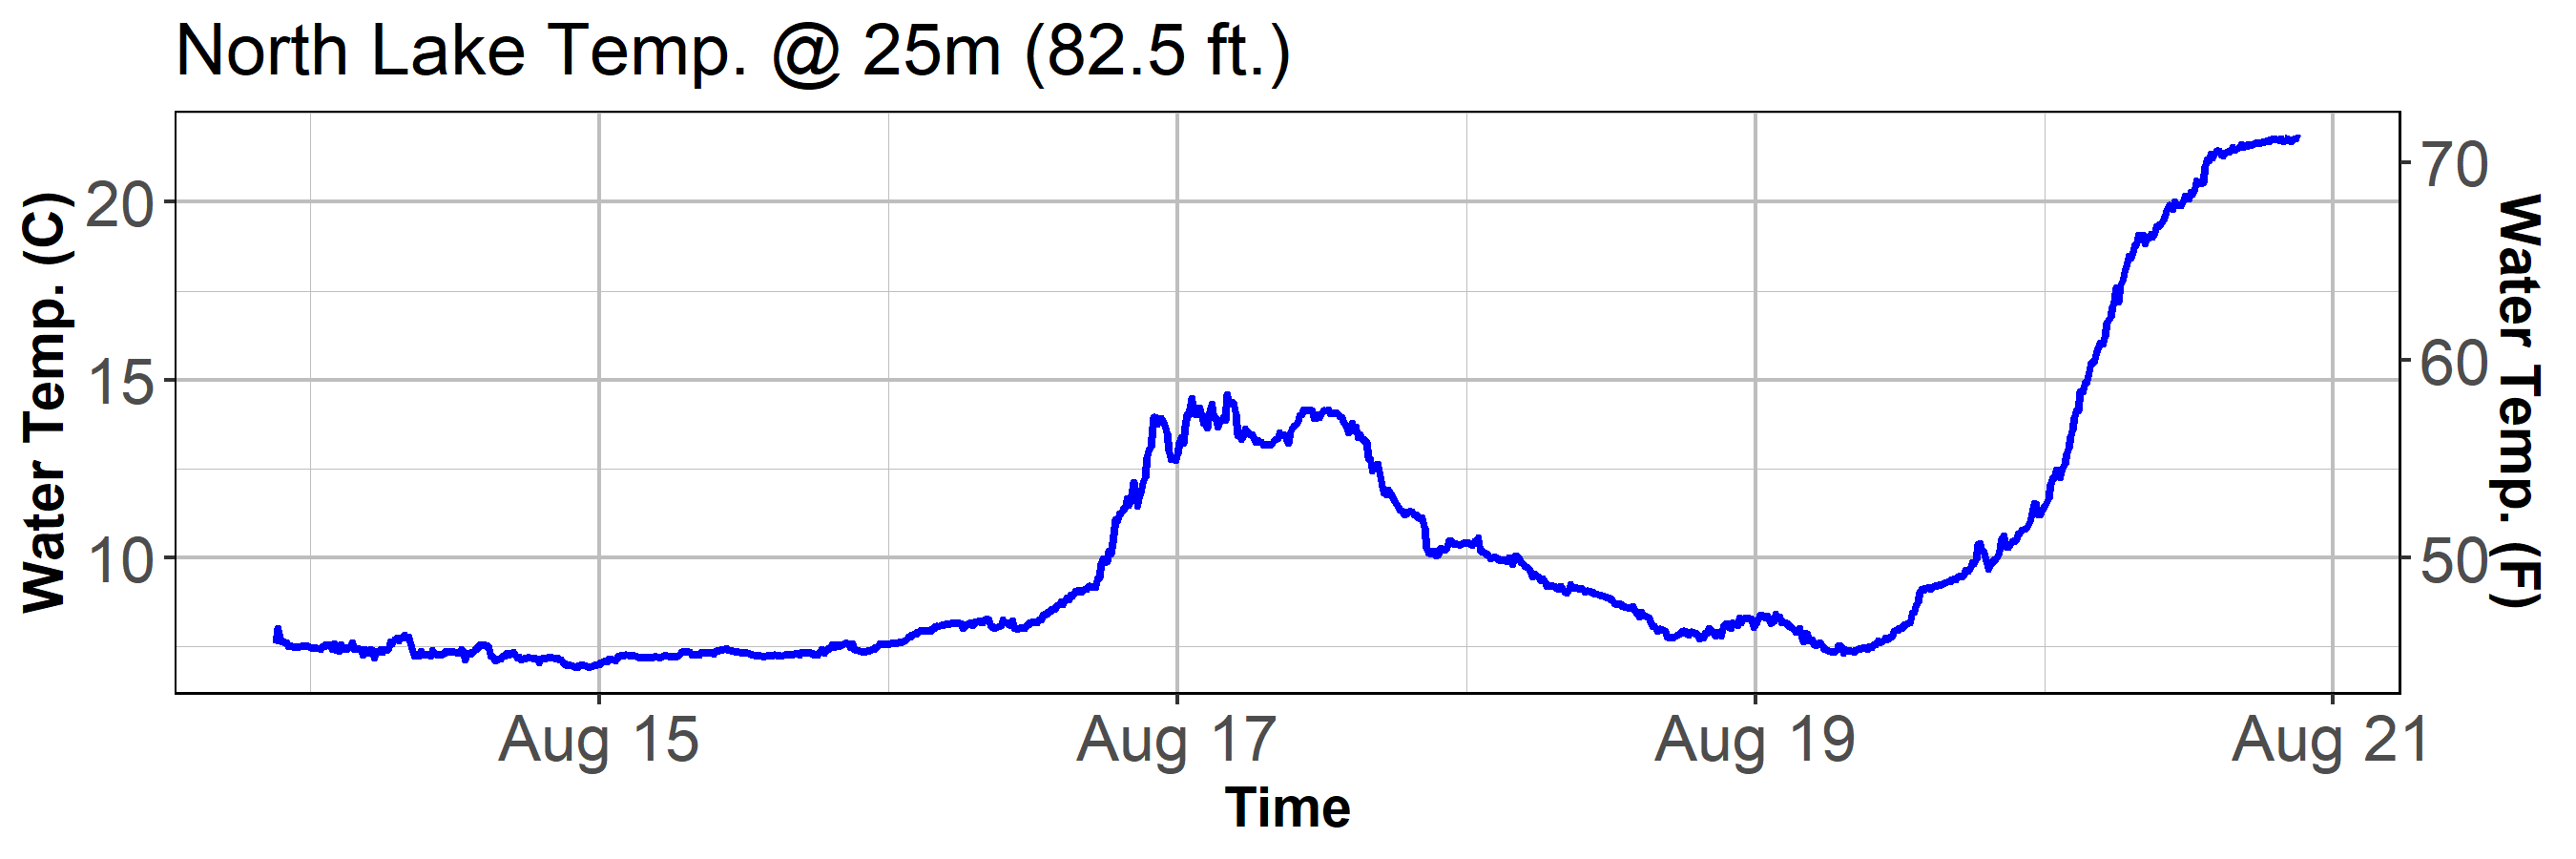 North Lake Temp. @ 25m (82.5 ft.)
Water Temp. (C)
20
15
10
70
60
50
Water Temp. (F)
Aug 15 Aug 17 Aug 19 Aug 21
Time